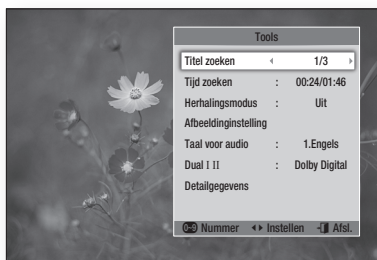 Tools
Titel zoeken 1/3
Tijd zoeken : 00:24/01:46
Herhalingsmodus : Uit
Afbeeldinginstelling
Taal voor audio : 1.Engels
Dual I II : Dolby Digital
Detailgegevens
0~9 Nummer Instellen Afsl.